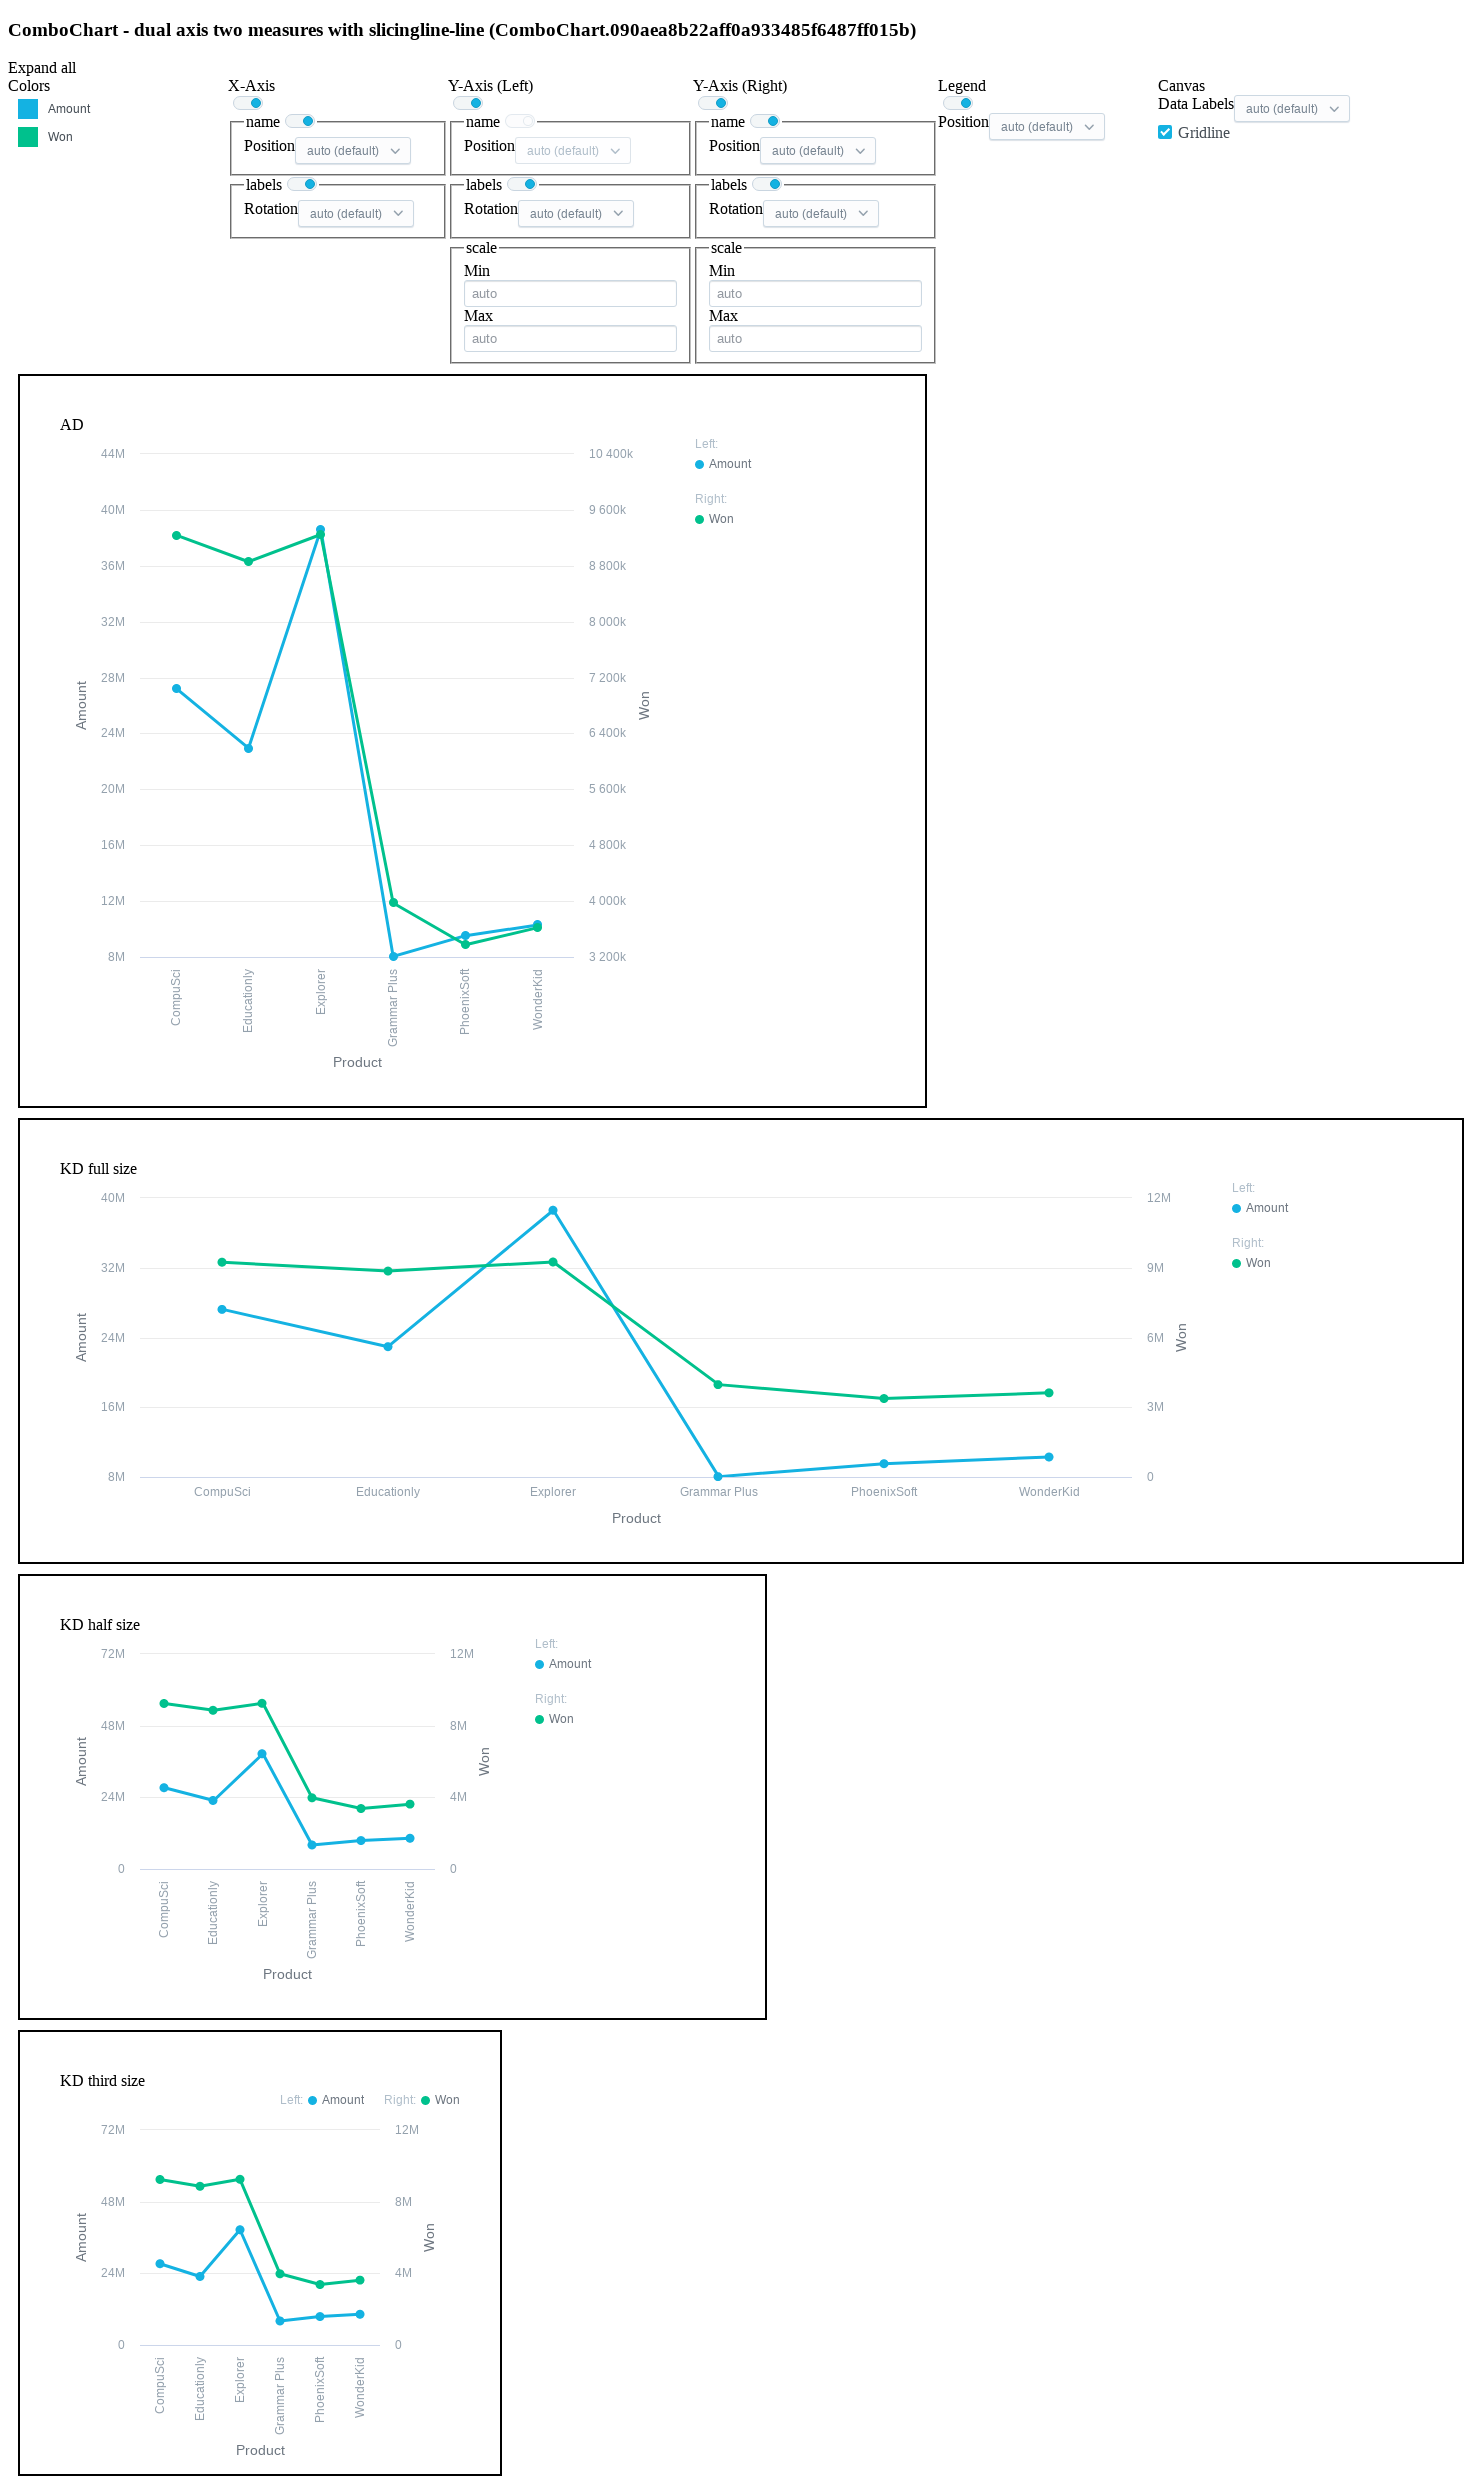 ComboChart - dual axis two measures with slicingline-line (ComboChart.090aea8b22aff0a933485f6487ff015b)
Expand all
Colors
Amount
Won
X-Axis
name
Position auto (default)
labels
Rotation auto (default)
Y-Axis (Left)
name
Position auto (default)
labels
Rotation auto (default)
scale
Min
auto
Max
auto
Y-Axis (Right)
name
Position auto (default)
labels
Rotation auto (default)
scale
Min
auto
Max
auto
Legend
Position auto (default)
Canvas
Data Labels auto (default)
Gridline
AD
44M
40M
36M
32M
28M
24M
20M
16M
12M
8M
Amount
10 400k
9 600k
8 800k
8 000k
7 200k
6 400k
5 600k
4 800k
4 000k
3 200k
Won
CompuSci
Educationly
Explorer
Grammar Plus
PhoenixSoft
WonderKid
Product
Left:
Amount
Right:
Won
KD full size
40M
32M
24M
16M
8M
Amount
12M
9M
6M
3M
0
Won
CompuSci
Educationly
Explorer
Grammar Plus
PhoenixSoft
WonderKid
Product
Left:
Amount
Right:
Won
KD half size
72M
48M
24M
0
Amount
12M
8M
4M
0
Won
CompuSci
Educationly
Explorer
Grammar Plus
PhoenixSoft
WonderKid
Product
Left:
Amount
Right:
Won
KD third size
Left: Amount Right: Won
72M
48M
24M
0
Amount
12M
8M
4M
0
Won
CompuSci
Educationly
Explorer
Grammar Plus
PhoenixSoft
WonderKid
Product